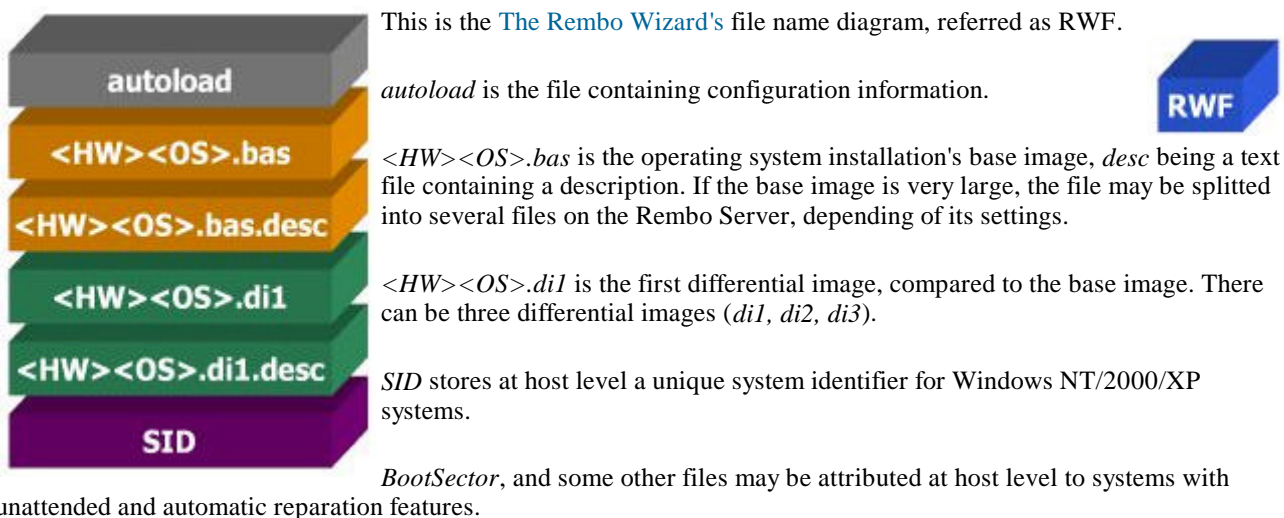 This is the The Rembo Wizard's file name diagram, referred as RWF.
autoload
autoload is the file containing configuration information.
RWF
<HW><OS>.bas
<HW><OS>.bas is the operating system installation's base image, desc being a text
file containing a description. If the base image is very large, the file may be splitted
<HW><OS>.bas.desc
into several files on the Rembo Server, depending of its settings.
<HW><OS>.di1
<HW><OS>.di1 is the first differential image, compared to the base image. There
can be three differential images (di1, di2, di3).
<HW><OS>.di1.desc
SID stores at host level a unique system identifier for Windows NT/2000/XP
systems.
SID
BootSector, and some other files may be attributed at host level to systems with
unattended and automatic reparation features.